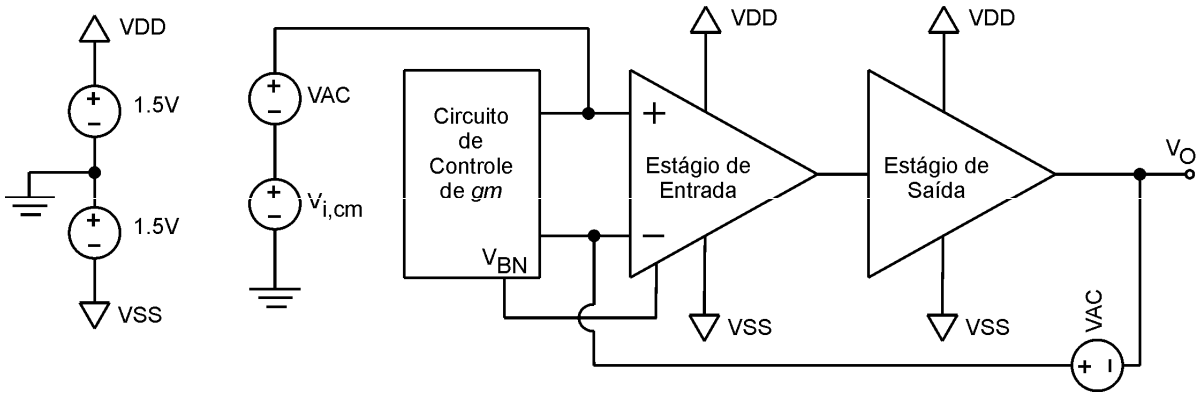 VDD
1.5V
1.5V
VSS
VAC
Vi,cm
Circuito
de
Controle
de gm
VBN
+
−
Estágio de
Entrada
VDD
VSS
Estágio de
Saída
VDD
VSS
VO
VAC